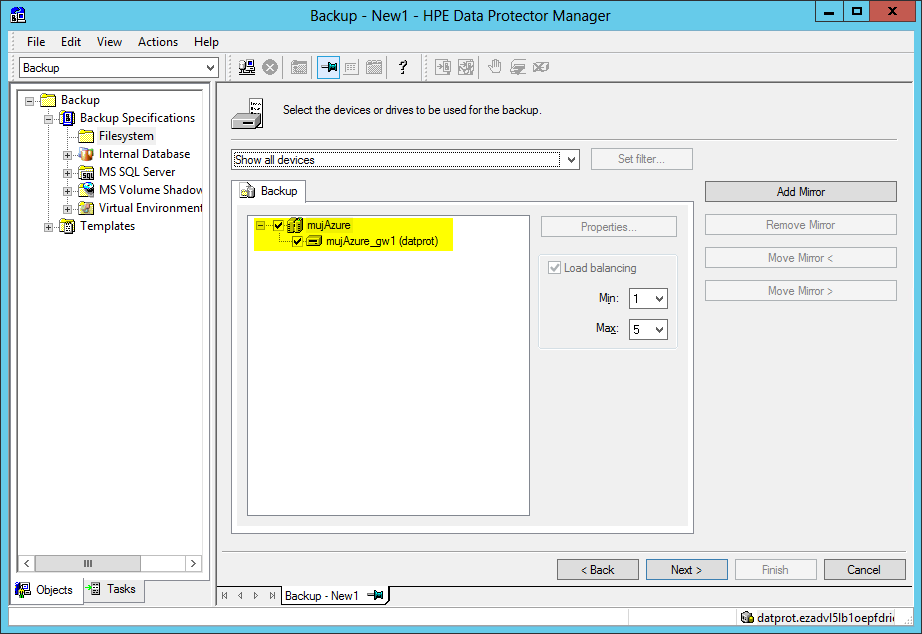 Backup - New1 - HPE Data Protector Manager
File Edit View Actions Help
Backup
?
Backup
Backup Specifications
Filesystem
Internal Database
MS SQL Server
MS Volume Shadow
Virtual Environment
Templates
Objects
Tasks
Select the devices or drives to be used for the backup.
Show all devices
Set filter...
Backup
mujAzure
mujAzure_gw1 (datprot)
Properties...
Load balancing
Min: 1
Max: 5
Add Mirror
Remove Mirror
Move Mirror <
Move Mirror >
< Back
Next >
Finish
Cancel
Backup - New1